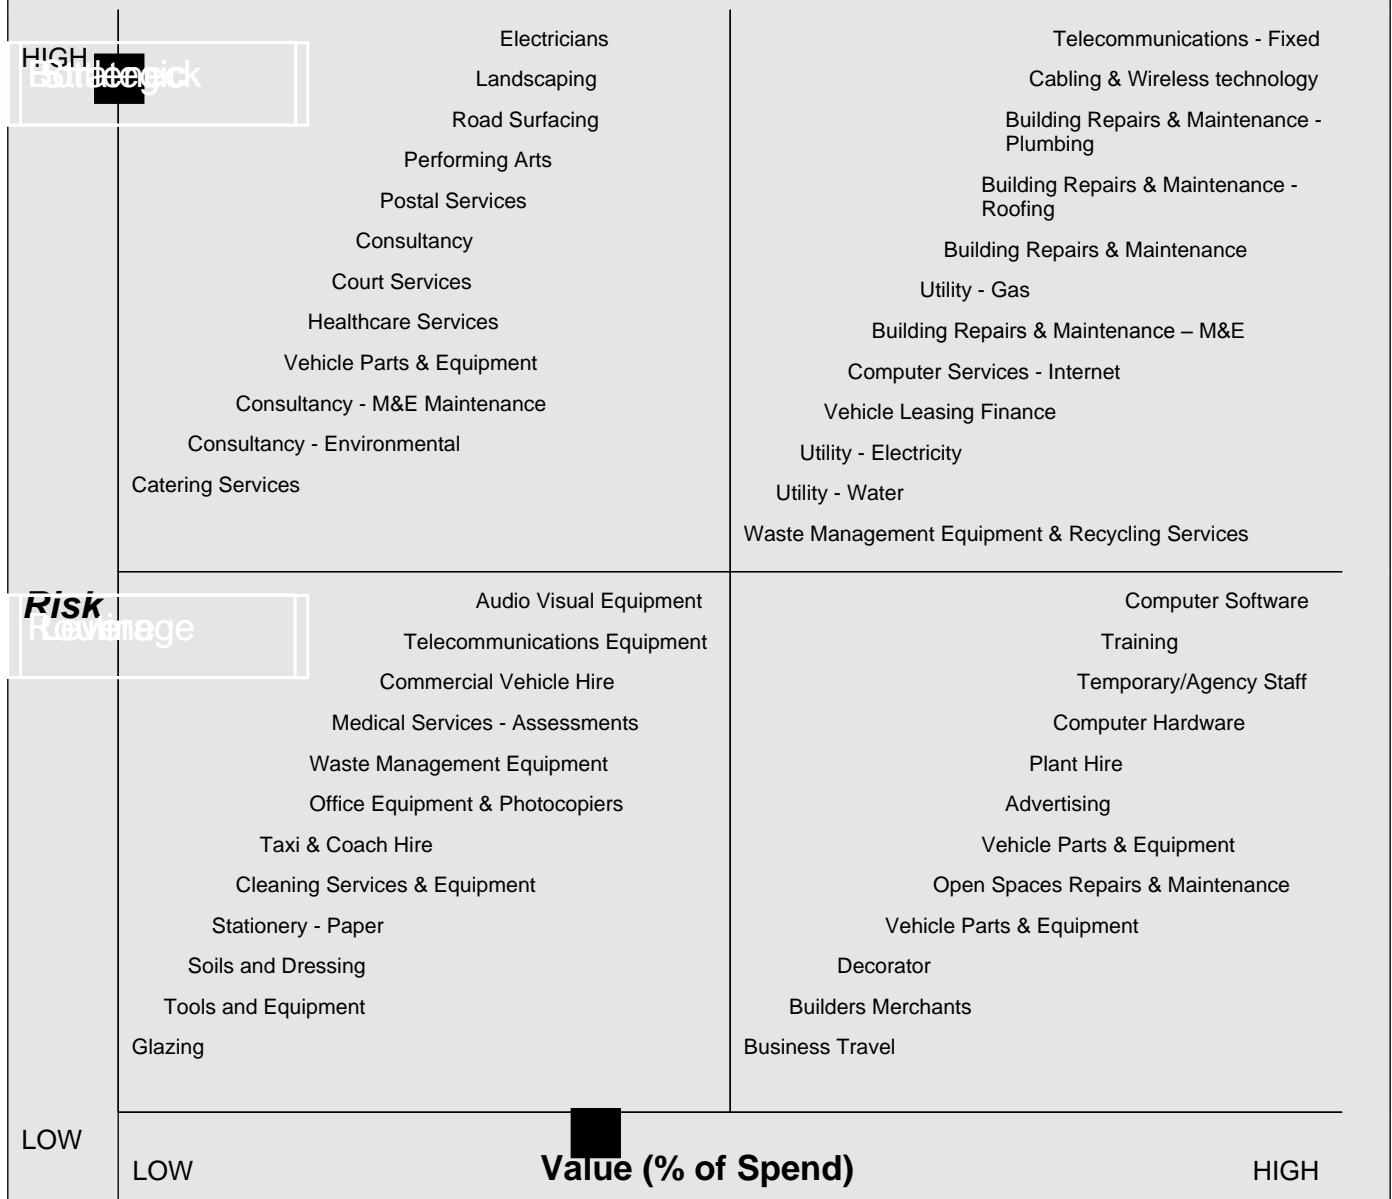 HIGH
Bottleneck
Strategic
Electricians
Landscaping
Road Surfacing
Performing Arts
Postal Services
Consultancy
Court Services
Healthcare Services
Vehicle Parts & Equipment
Consultancy - M&E Maintenance
Consultancy - Environmental
Catering Services
Telecommunications - Fixed
Cabling & Wireless technology
Building Repairs & Maintenance -
Plumbing
Building Repairs & Maintenance -
Roofing
Building Repairs & Maintenance
Utility - Gas
Building Repairs & Maintenance – M&E
Computer Services - Internet
Vehicle Leasing Finance
Utility - Electricity
Utility - Water
Waste Management Equipment & Recycling Services
Risk
Routine
Leverage
Audio Visual Equipment
Telecommunications Equipment
Commercial Vehicle Hire
Medical Services - Assessments
Waste Management Equipment
Office Equipment & Photocopiers
Taxi & Coach Hire
Cleaning Services & Equipment
Stationery - Paper
Soils and Dressing
Tools and Equipment
Glazing
Computer Software
Training
Temporary/Agency Staff
Computer Hardware
Plant Hire
Advertising
Vehicle Parts & Equipment
Open Spaces Repairs & Maintenance
Vehicle Parts & Equipment
Decorator
Builders Merchants
Business Travel
LOW
LOW
Value (% of Spend)
HIGH